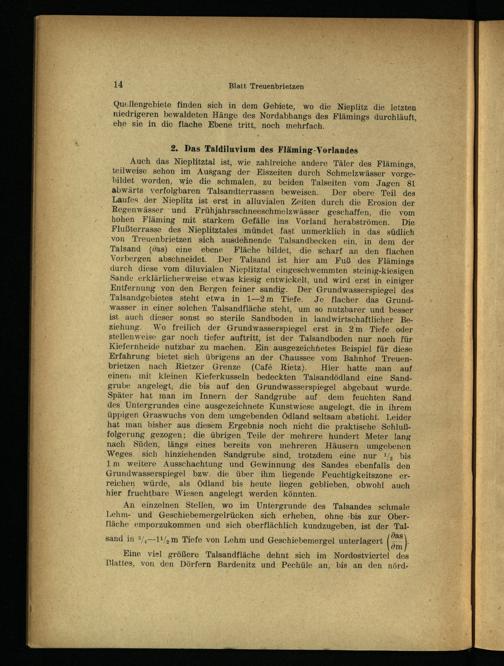 14
Blatt Treuenbrietzen
Quellengebiete finden sich in dem Gebiete, wo die Nieplitz die letzten
niedrigeren bewaldeten Hänge des Nordabhangs des Flämings durchläuft,
ehe sie in die flache Ebene tritt, noch mehrfach.
2. Das Taldiluvium des Fläming-Vorlandes
Auch das Nieplitztal ist, wie zahlreiche andere Täler des Flämings,
teilweise schon im Ausgang der Eiszeiten durch Schmelzwässer vorge-
bildet worden, wie die schmalen, zu beiden Talseiten vom Jagen 81
abwärts verfolgbaren Talsandterrassen beweisen. Der obere Teil des
Laufes der Nieplitz ist erst in alluvialen Zeiten durch die Erosion der
Regenwässer und Frühjahrsschneeschmelzwässer geschaffen, die vom
hohen Fläming mit starkem Gefälle ins Vorland herabströmen. Die
Flußterrasse des Nieplitztales mündet fast unmerklich in das südlich
von Treuenbrietzen sich ausdehnende Talsandbecken ein, in dem der
Talsand (∂as) eine ebene Fläche bildet, die scharf an den flachen
Vorbergen abschneidet. Der Talsand ist hier am Fuß des Flämings
durch diese vom diluvialen Nieplitztal eingeschwemmten steinig-kiesigen
Sande erklärlicherweise etwas kiesig entwickelt, und wird erst in einiger
Entfernung von den Bergen feiner sandig. Der Grundwasserspiegel des
Talsandgebietes steht etwa in 1—2 m Tiefe. Je flacher das Grund-
wasser in einer solchen Talsandfläche steht, um so nutzbarer und besser
ist auch dieser sonst so sterile Sandboden in landwirtschaftlicher Be-
ziehung. Wo freilich der Grundwasserspiegel erst in 2 m Tiefe oder
stellenweise gar noch tiefer auftritt, ist der Talsandboden nur noch für
Kiefernheide nutzbar zu machen. Ein ausgezeichnetes Beispiel für diese
Erfahrung bietet sich übrigens an der Chaussee vom Bahnhof Treuen-
brietzen nach Rietzer Grenze (Café Rietz). Hier hatte man auf
einem mit kleinen Kieferkusseln bedeckten Talsandödland eine Sand-
grube angelegt, die bis auf den Grundwasserspiegel abgebaut wurde.
Später hat man im Innern der Sandgrube auf dem feuchten Sand
des Untergrundes eine ausgezeichnete Kunstwiese angelegt, die in ihrem
üppigen Graswuchs von dem umgebenden Ödland seltsam absticht. Leider
hat man bisher aus diesem Ergebnis noch nicht die praktische Schluß-
folgerung gezogen; die übrigen Teile der mehrere hundert Meter lang
nach Süden, längs eines bereits von mehreren Häusern umgebenen
Weges sich hinziehenden Sandgrube sind, trotzdem eine nur ¹/₂ bis
1 m weitere Ausschachtung und Gewinnung des Sandes ebenfalls den
Grundwasserspiegel bzw. die über ihm liegende Feuchtigkeitszone er-
reichen würde, als Ödland bis heute liegen geblieben, obwohl auch
hier fruchtbare Wiesen angelegt werden könnten.
An einzelnen Stellen, wo im Untergrunde des Talsandes schmale
Lehm- und Geschiebemergelrücken sich erheben, ohne bis zur Ober-
fläche emporzukommen und sich oberflächlich kundzugeben, ist der Tal-
sand in ³/₄—1¹/₂ m Tiefe von Lehm und Geschiebemergel unterlagert (∂as/∂m).
Eine viel größere Talsandfläche dehnt sich im Nordostviertel des
Blattes, von den Dörfern Bardenitz und Pechüle an, bis an den nörd-